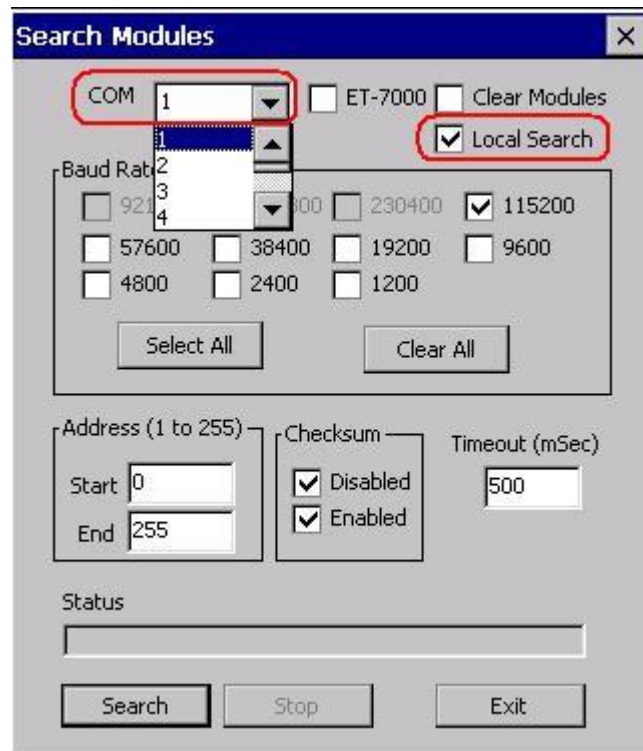 Search Modules
COM 1 ET-7000 Clear Modules
1 Local Search
2
3
4
230400 115200
57600 38400 19200 9600
4800 2400 1200
Select All Clear All
Address (1 to 255) Checksum Timeout (mSec)
Start 0 Disabled 500
End 255 Enabled
Status
Search Stop Exit